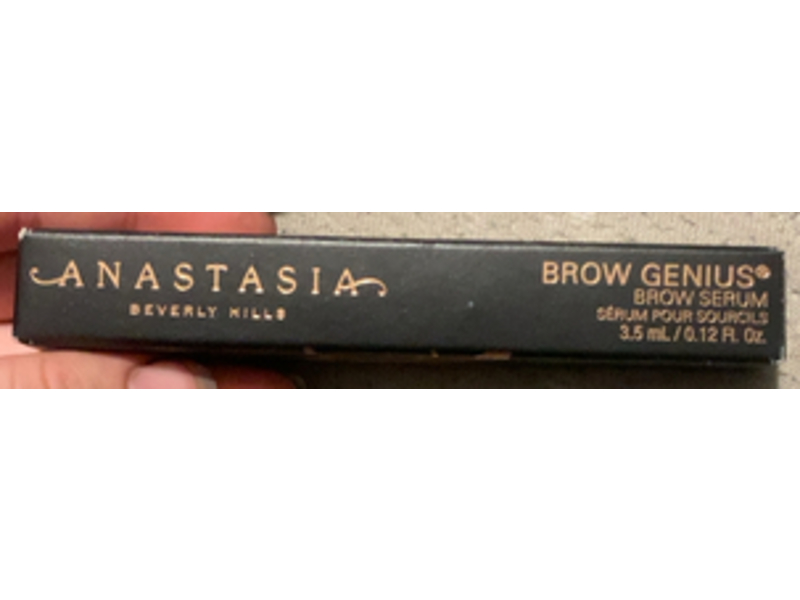 ANASTASIA
BEVERLY HILLS
BROW GENIUS®
BROW SERUM
SÉRUM POUR SOURCILS
3.5 mL / 0.12 Fl. Oz.